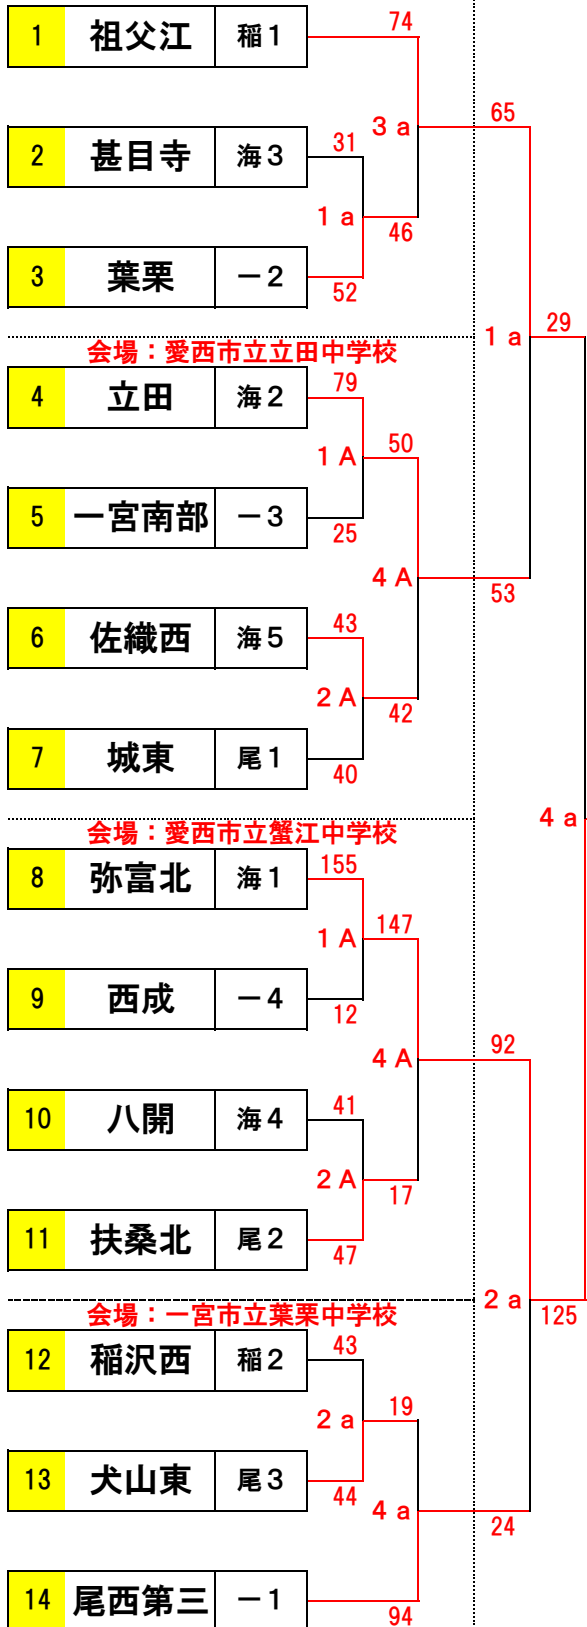 74
1 祖父江 稲1
3 a 65
31
2 甚目寺 海3
1 a
46
3 葉栗 一2
52
29
1 a
会場：愛西市立立田中学校
79
4 立田 海2
50
1 A
5 一宮南部 一3
25
4 A
53
43
6 佐織西 海5
2 A
42
7 城東 尾1
40
4 a
会場：愛西市立蟹江中学校
155
8 弥富北 海1
147
1 A
9 西成 一4
12
92
4 A
41
10 八開 海4
2 A
17
11 扶桑北 尾2
47
2 a
125
会場：一宮市立葉栗中学校
43
12 稲沢西 稲2
19
2 a
13 犬山東 尾3
44
4 a
24
14 尾西第三 一1
94